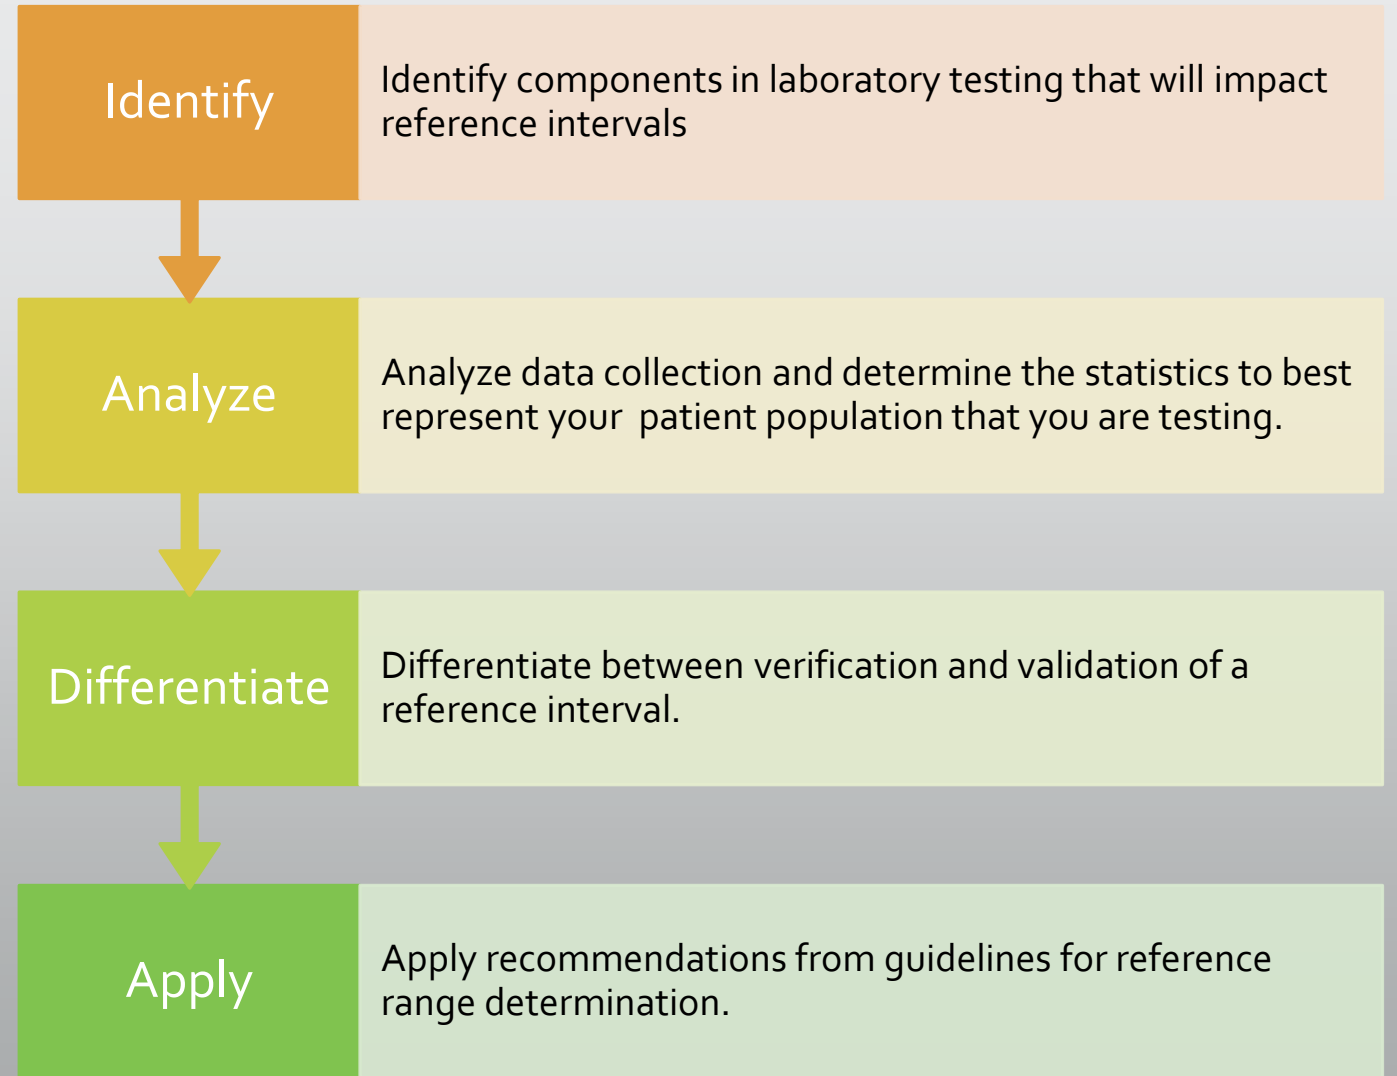 Identify
Identify components in laboratory testing that will impact
reference intervals
Analyze
Analyze data collection and determine the statistics to best
represent your  patient population that you are testing.
Differentiate
Differentiate between verification and validation of a
reference interval.
Apply
Apply recommendations from guidelines for reference
range determination.